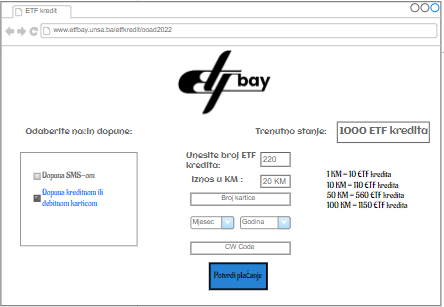 ETF kredit
www.etfbay.unsa.ba/etfkredit/ooad2022
etf bay
Odaberite način dopune:
Trenutno stanje:
1000 ETF kredita
Dopuna SMS-om
Dopuna kreditnom ili
debitnom karticom
Unesite broj ETF
kredita:
220
Iznos u KM :
20 KM
Broj kartice
Mjesec
Godina
CW Code
Potvrdi plaćanje
1 KM = 10 ETF kredita
10 KM = 110 ETF kredita
50 KM = 560 ETF kredita
100 KM = 1150 ETF kredita